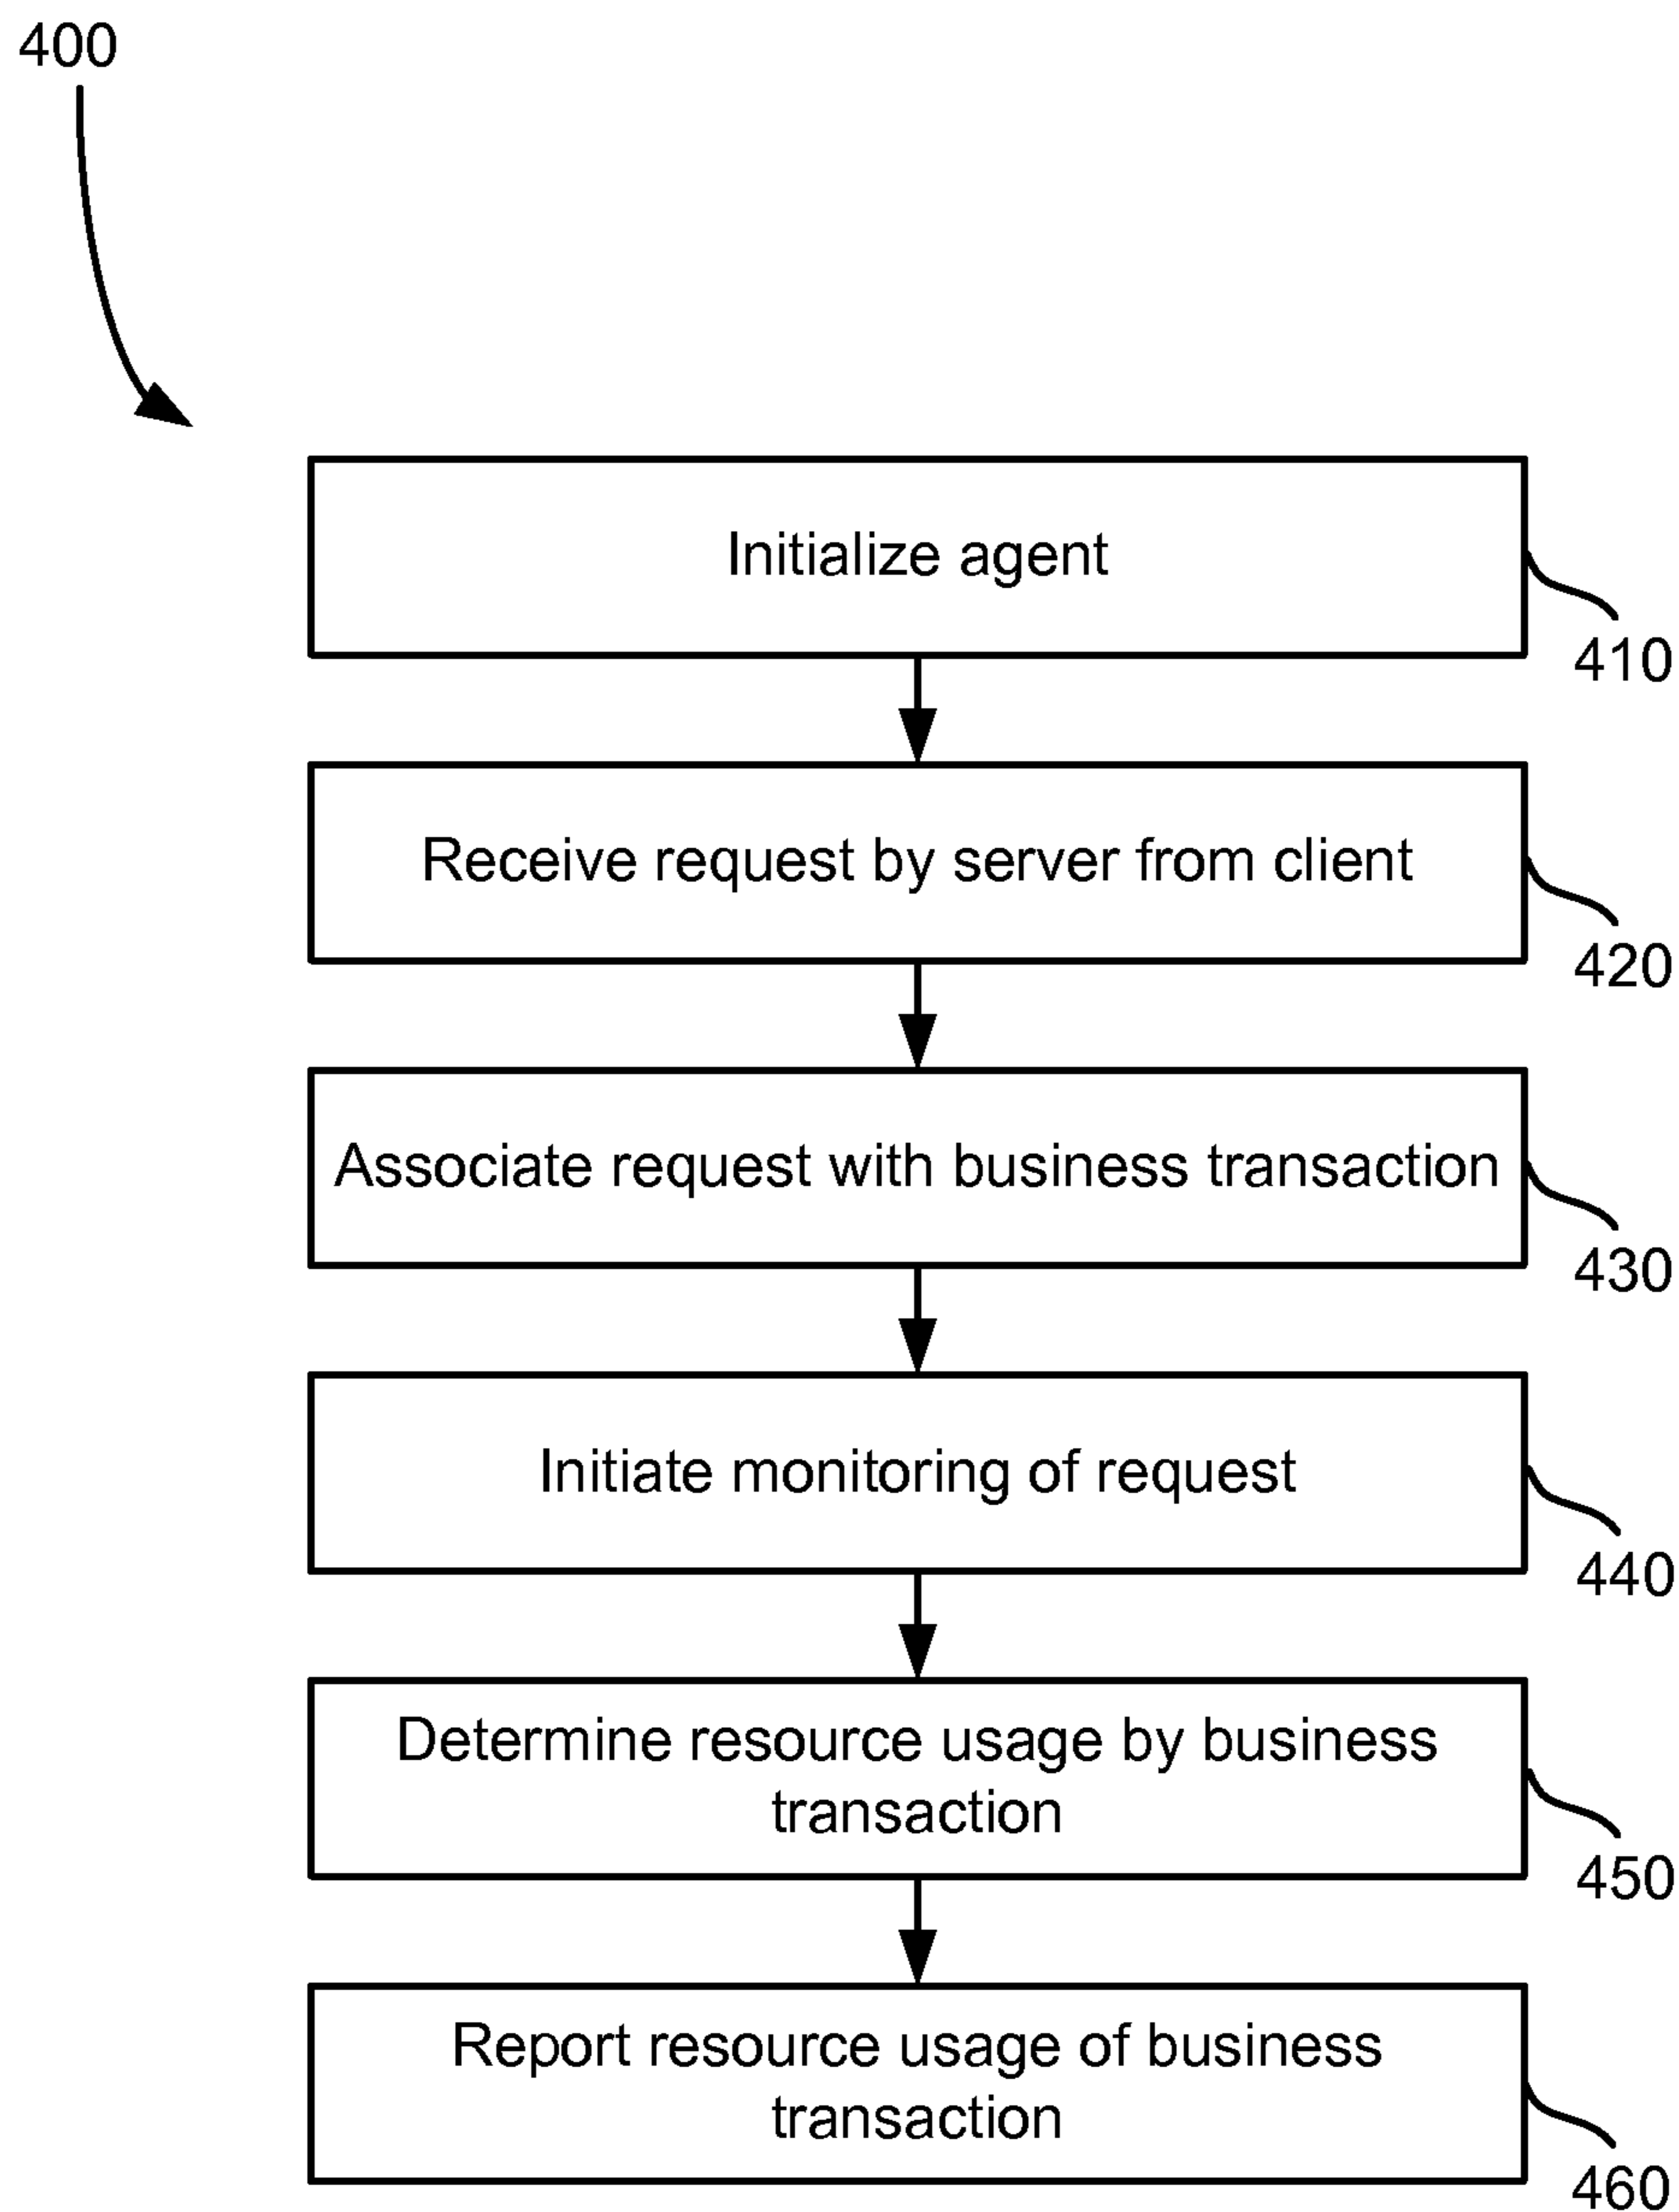 400
Initialize agent
410
Receive request by server from client
420
Associate request with business transaction
430
Initiate monitoring of request
440
Determine resource usage by business
transaction
450
Report resource usage of business
transaction
460